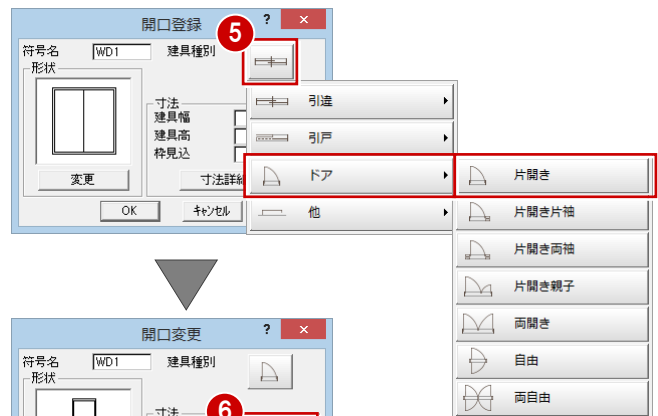 開口登録
?
×
5
符号名
WD1
建具種別
形状
寸法
建具幅
建具高
枠見込
変更
寸法詳細
OK
キャンセル
引違
引戸
ドア
他
片開き
片開き片袖
片開き両袖
片開き親子
両開き
自由
両自由
開口変更
?
×
符号名
WD1
建具種別
形状
寸法
6